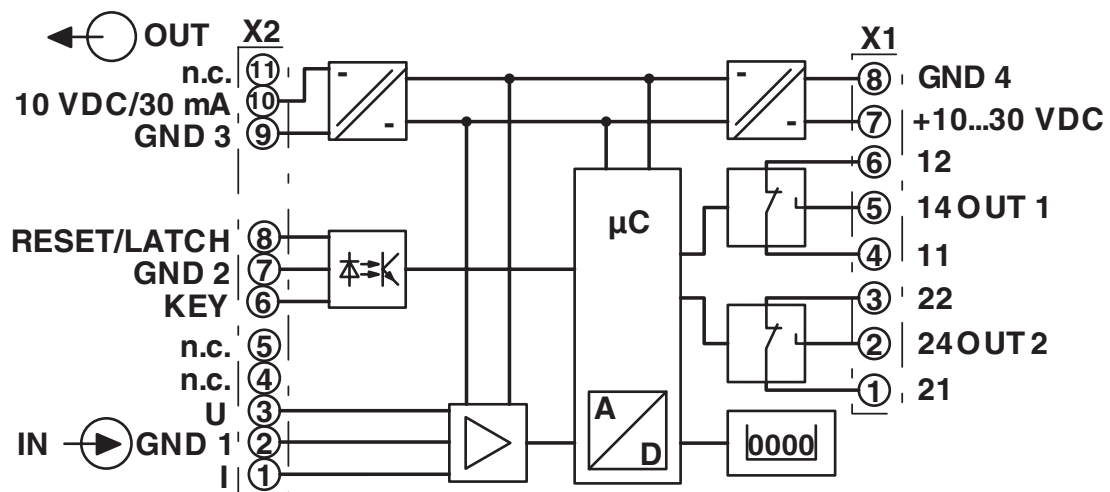 OUT X2
n.c. 11
10 VDC/30 mA 10
GND 3 9
RESET/LATCH 8
GND 2 7
KEY 6
n.c. 5
n.c. 4
U 3
IN GND 1 2
I 1
- -
- -
µC
A
D
0000
X1
8 GND 4
7 +10...30 VDC
6 12
5 14 OUT 1
4 11
3 22
2 24 OUT 2
1 21